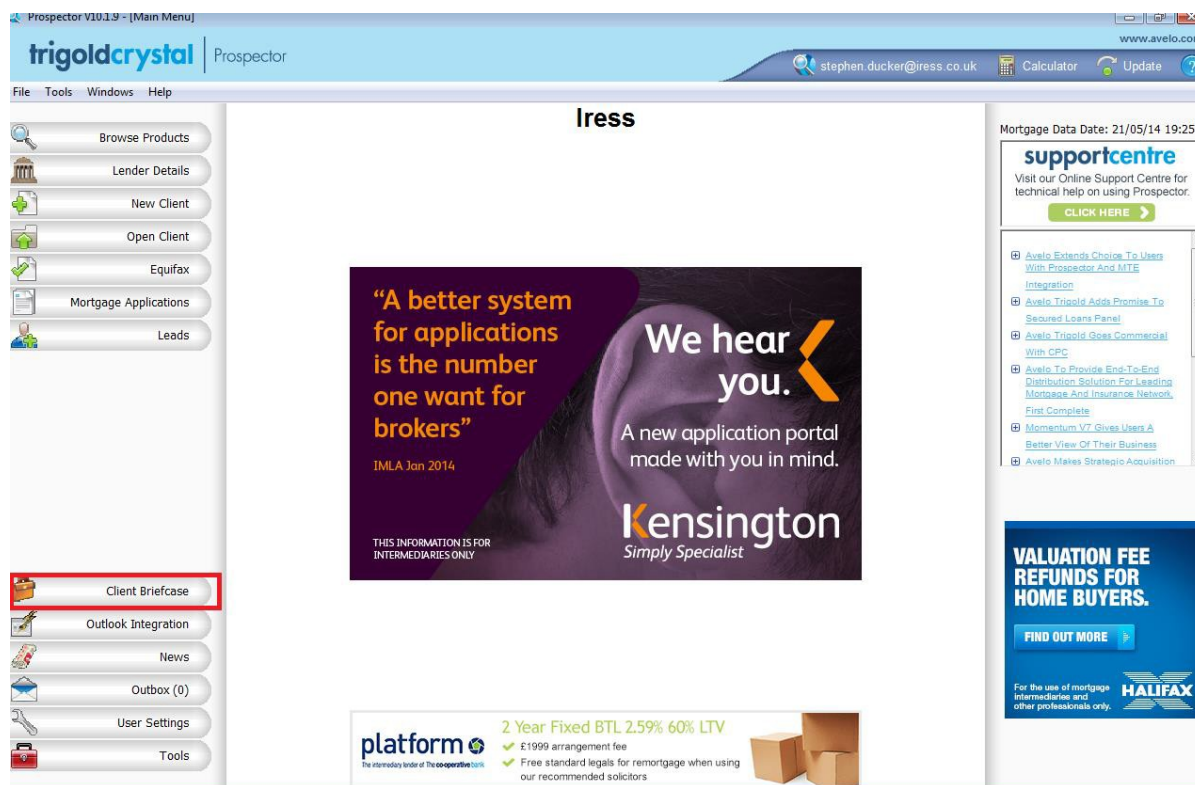 Prospector V10.1.9 - [Main Menu]
www.avelo.co
trigoldcrystal Prospector
stephen.ducker@iress.co.uk Calculator Update ?
File Tools Windows Help
Iress
Browse Products
Lender Details
New Client
Open Client
Equifax
Mortgage Applications
Leads
Client Briefcase
Outlook Integration
News
Outbox (0)
User Settings
Tools
“A better system
for applications
is the number
one want for
brokers”
IMLA Jan 2014
THIS INFORMATION IS FOR
INTERMEDIARIES ONLY
We hear
you.
A new application portal
made with you in mind.
Kensington
Simply Specialist
platform
The intermediary lender of The co-operative bank
2 Year Fixed BTL 2.59% 60% LTV
£1999 arrangement fee
Free standard legals for remortgage when using
our recommended solicitors
Mortgage Data Date: 21/05/14 19:25
supportcentre
Visit our Online Support Centre for
technical help on using Prospector.
CLICK HERE
Avelo Extends Choice To Users
With Prospector And MTE
Integration
Avelo Trigold Adds Promise To
Secured Loans Panel
Avelo Trigold Goes Commercial
With CPC
Avelo To Provide End-To-End
Distribution Solution For Leading
Mortgage And Insurance Network,
First Complete
Momentum V7 Gives Users A
Better View Of Their Business
Avelo Makes Strategic Acquisition
VALUATION FEE
REFUNDS FOR
HOME BUYERS.
FIND OUT MORE
For the use of mortgage
intermediaries and
other professionals only.
HALIFAX